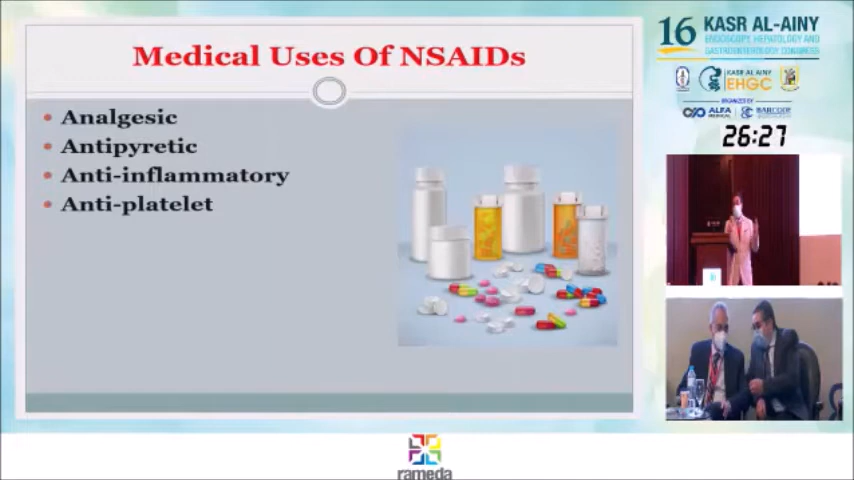 Medical Uses Of NSAIDs
Analgesic
Antipyretic
Anti-inflammatory
Anti-platelet
16 KASR AL-AINY
ENDOSCOPY, HEPATOLOGY AND
GASTROENTEROLOGY CONGRESS
KASR AL AINY
EHGC
ORGANIZED BY
ALFA
MEDICAL
BARCODE
26:27
rameda